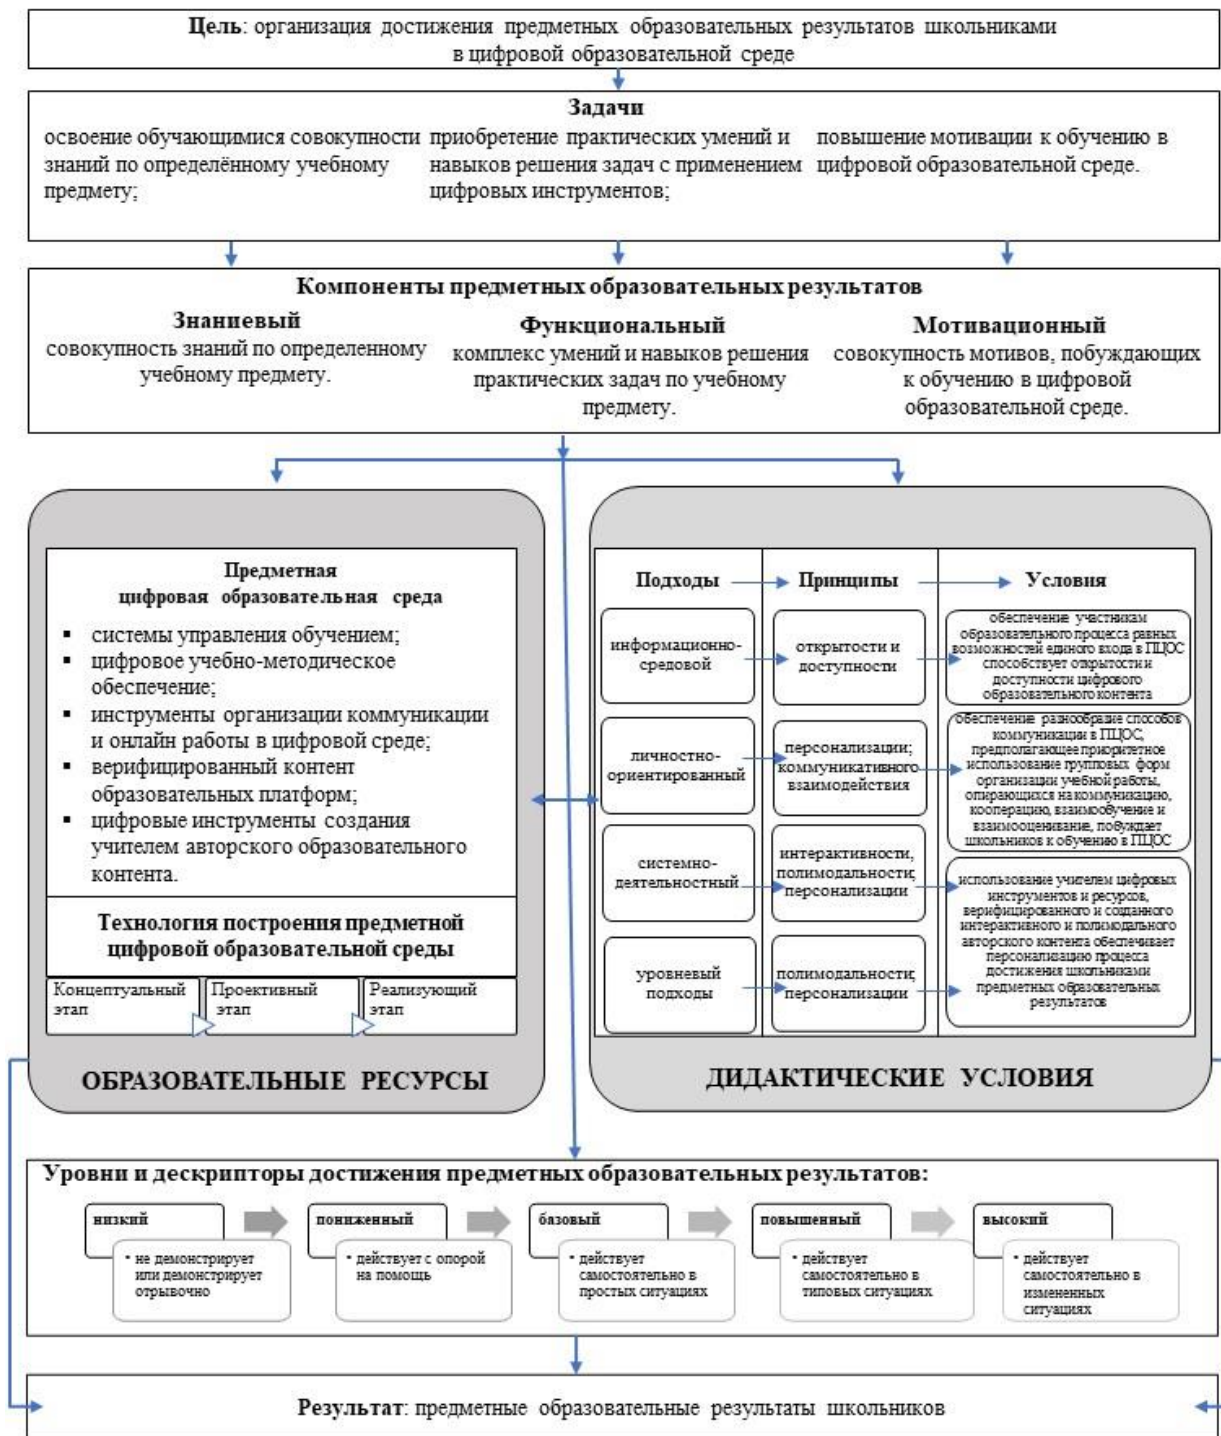 Цель: организация достижения предметных образовательных результатов школьниками
в цифровой образовательной среде
Задачи
освоение обучающимися совокупности
знаний по определённому учебному
предмету;
приобретение практических умений и
навыков решения задач с применением
цифровых инструментов;
повышение мотивации к обучению в
цифровой образовательной среде.
Компоненты предметных образовательных результатов
Знаниевый
совокупность знаний по определенному
учебному предмету.
Функциональный
комплекс умений и навыков решения
практических задач по учебному
предмету.
Мотивационный
совокупность мотивов, побуждающих
к обучению в цифровой
образовательной среде.
Предметная
цифровая образовательная среда
▪ системы управления обучением;
▪ цифровое учебно-методическое
обеспечение;
▪ инструменты организации коммуникации
и онлайн работы в цифровой среде;
▪ верифицированный контент
образовательных платформ;
▪ цифровые инструменты создания
учителем авторского образовательного
контента.
Технология построения предметной
цифровой образовательной среды
Концептуальный
этап
Проективный
этап
Реализующий
этап
ОБРАЗОВАТЕЛЬНЫЕ РЕСУРСЫ
Подходы
Принципы
Условия
информационно-
средовой
открытости и
доступности
обеспечение участникам
образовательного процесса равных
возможностей единого входа в ПЦОС
способствует открытости и
доступности цифрового
образовательного контента
личностно-
ориентированный
персонализации;
коммуникативного
взаимодействия
обеспечение разнообразие способов
коммуникации в ПЦОС,
предполагающее приоритетное
использование групповых форм
организации учебной работы,
опирающихся на коммуникацию,
кооперацию, взаимообучение и
взаимооценивание, побуждает
школьников к обучению в ПЦОС
системно-
деятельностный
интерактивности,
полимодальности;
персонализации
использование учителем цифровых
инструментов и ресурсов,
верифицированного и созданного
интерактивного и полимодального
авторского контента обеспечивает
персонализацию процесса
достижения школьниками
предметных образовательных
результатов
уровневый
подходы
полимодальности;
персонализации
ДИДАКТИЧЕСКИЕ УСЛОВИЯ
Уровни и дескрипторы достижения предметных образовательных результатов:
низкий
• не демонстрирует
или демонстрирует
отрывочно
пониженный
• действует с опорой
на помощь
базовый
• действует
самостоятельно в
простых ситуациях
повышенный
• действует
самостоятельно в
типовых ситуациях
высокий
• действует
самостоятельно в
измененных
ситуациях
Результат: предметные образовательные результаты школьников